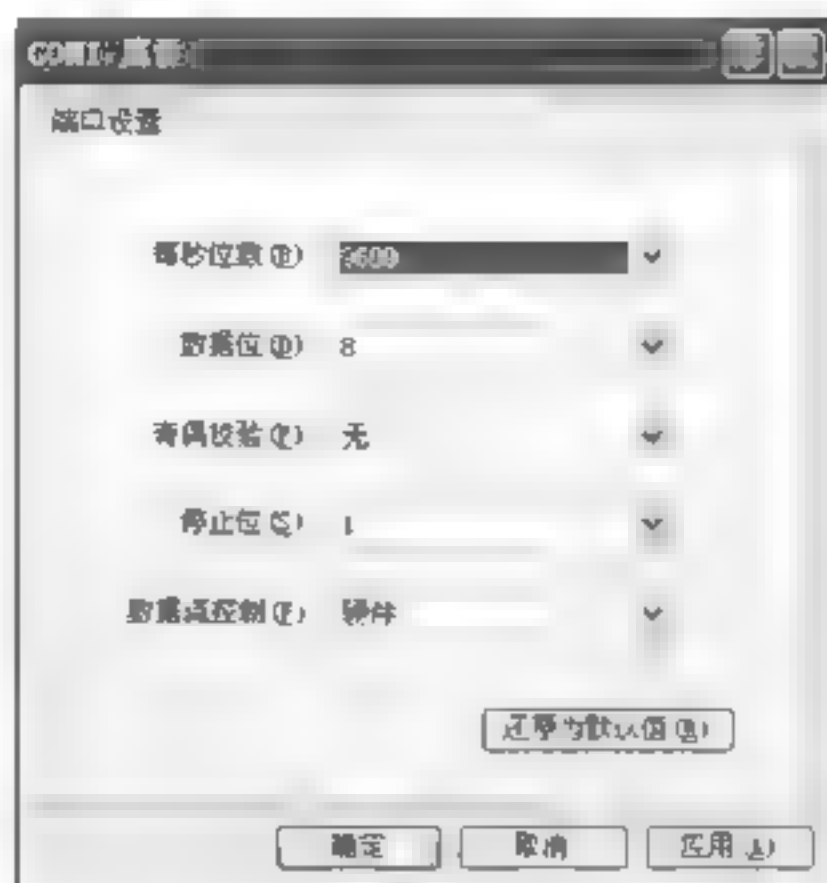 COM1 属性
端口设置
每秒位数(B) 9600
数据位(D) 8
奇偶校验(P) 无
停止位(S) 1
数据流控制(F) 硬件
还原为默认值(R)
确定 取消 应用(A)